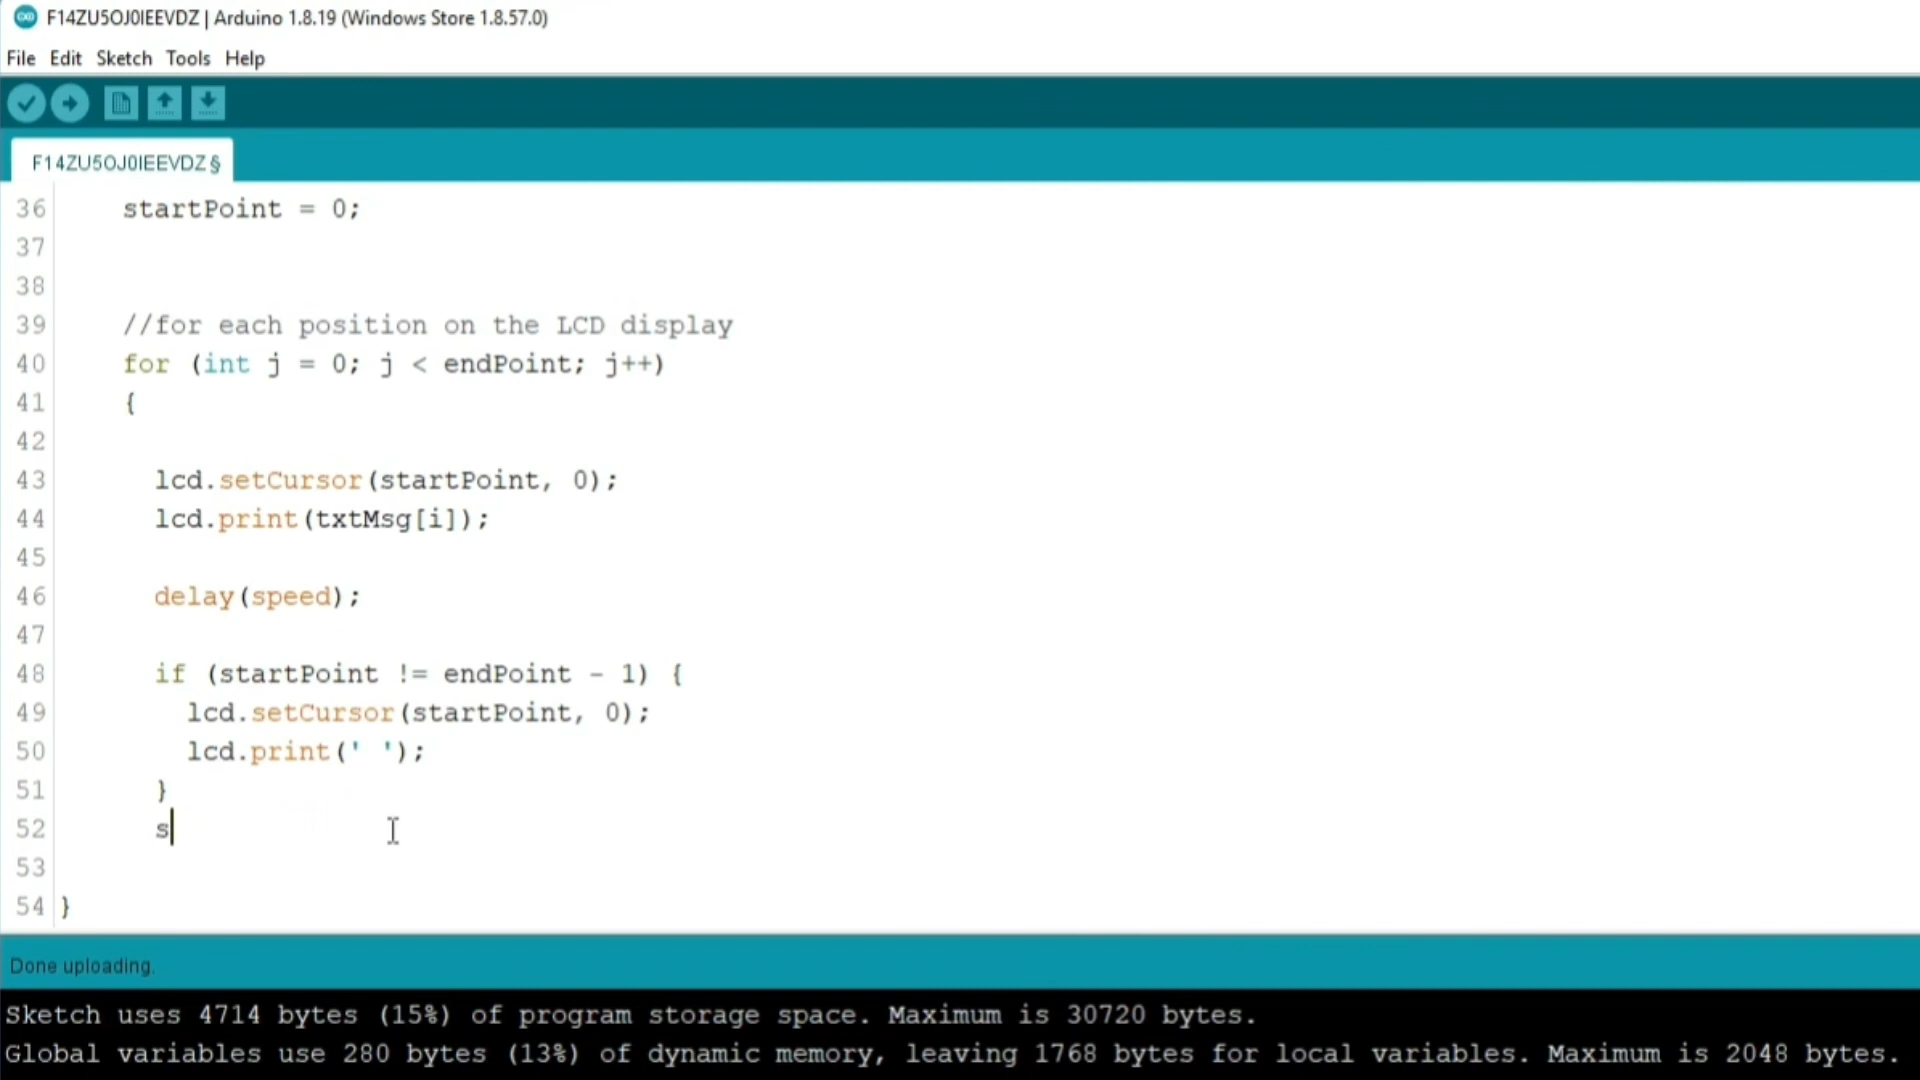 F14ZU5OJ0IEEVDZ | Arduino 1.8.19 (Windows Store 1.8.57.0)
File Edit Sketch Tools Help
F14ZU5OJ0IEEVDZ §
36 startPoint = 0;
37
38
39 //for each position on the LCD display
40 for (int j = 0; j < endPoint; j++)
41 {
42
43 lcd.setCursor(startPoint, 0);
44 lcd.print(txtMsg[i]);
45
46 delay(speed);
47
48 if (startPoint != endPoint - 1) {
49 lcd.setCursor(startPoint, 0);
50 lcd.print(' ');
51 }
52 s
53
54 }
Done uploading.
Sketch uses 4714 bytes (15%) of program storage space. Maximum is 30720 bytes.
Global variables use 280 bytes (13%) of dynamic memory, leaving 1768 bytes for local variables. Maximum is 2048 bytes.